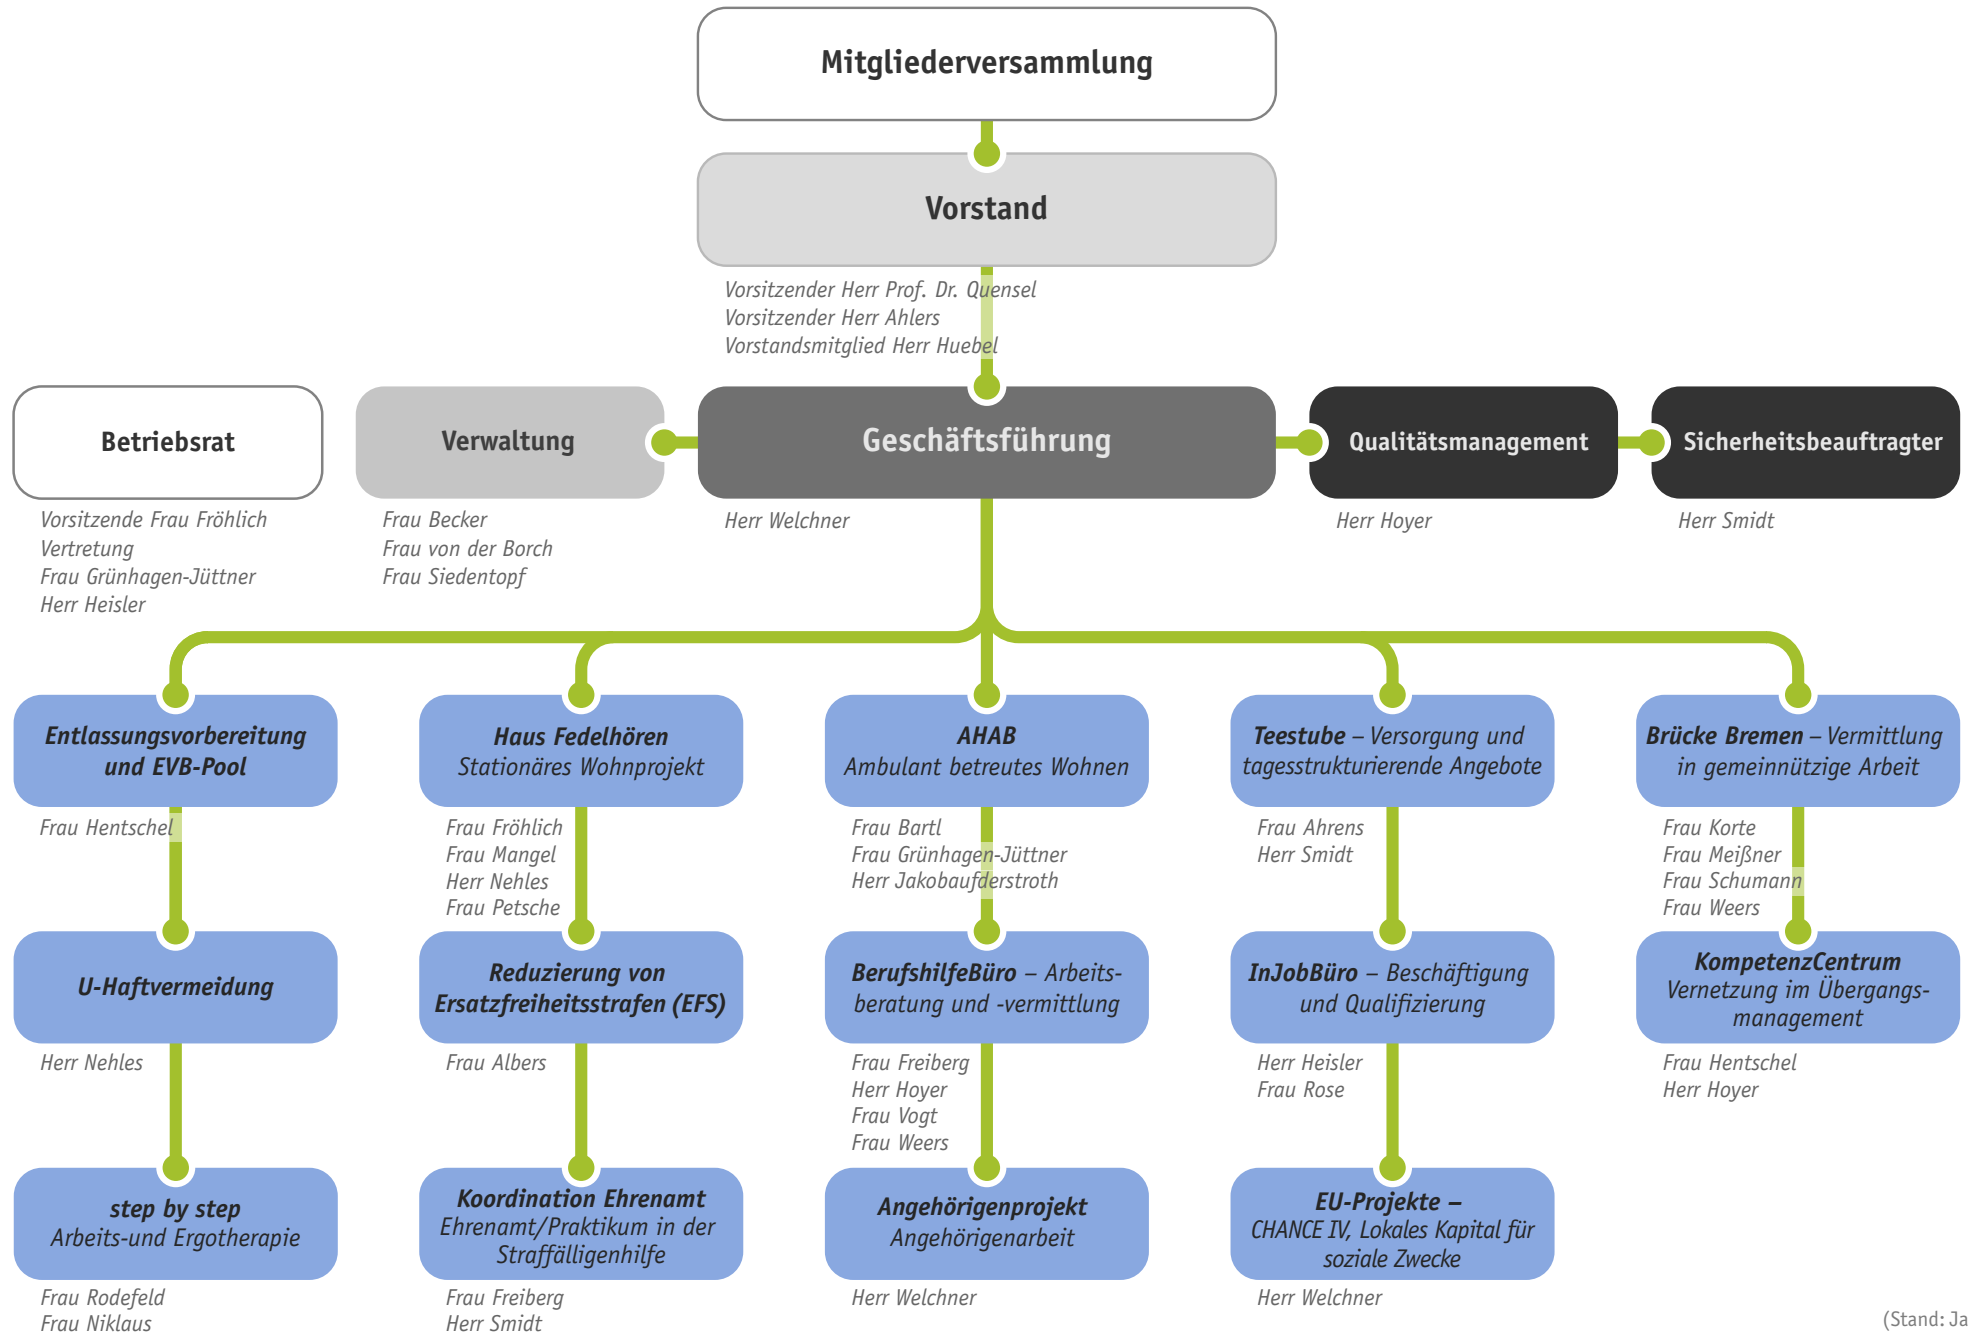 Mitgliederversammlung
Vorstand
Vorsitzender Herr Prof. Dr. Quensel
Vorsitzender Herr Ahlers
Vorstandsmitglied Herr Huebel
Betriebsrat
Vorsitzende Frau Fröhlich
Vertretung
Frau Grünhagen-Jüttner
Herr Heisler
Verwaltung
Frau Becker
Frau von der Borch
Frau Siedentopf
Geschäftsführung
Herr Welchner
Qualitätsmanagement
Herr Hoyer
Sicherheitsbeauftragter
Herr Smidt
Entlassungsvorbereitung
und EVB-Pool
Frau Hentschel
Haus Fedelhören
Stationäres Wohnprojekt
Frau Fröhlich
Frau Mangel
Herr Nehles
Frau Petsche
AHAB
Ambulant betreutes Wohnen
Frau Bartl
Frau Grünhagen-Jüttner
Herr Jakobaufderstroth
Teestube – Versorgung und
tagesstrukturierende Angebote
Frau Ahrens
Herr Smidt
Brücke Bremen – Vermittlung
in gemeinnützige Arbeit
Frau Korte
Frau Meißner
Frau Schumann
Frau Weers
U-Haftvermeidung
Herr Nehles
Reduzierung von
Ersatzfreiheitsstrafen (EFS)
Frau Albers
BerufshilfeBüro – Arbeits-
beratung und -vermittlung
Frau Freiberg
Herr Hoyer
Frau Vogt
Frau Weers
InJobBüro – Beschäftigung
und Qualifizierung
Herr Heisler
Frau Rose
KompetenzCentrum
Vernetzung im Übergangs-
management
Frau Hentschel
Herr Hoyer
step by step
Arbeits-und Ergotherapie
Frau Rodefeld
Frau Niklaus
Koordination Ehrenamt
Ehrenamt/Praktikum in der
Straffälligenhilfe
Frau Freiberg
Herr Smidt
Angehörigenprojekt
Angehörigenarbeit
Herr Welchner
EU-Projekte –
CHANCE IV, Lokales Kapital für
soziale Zwecke
Herr Welchner
(Stand: Ja